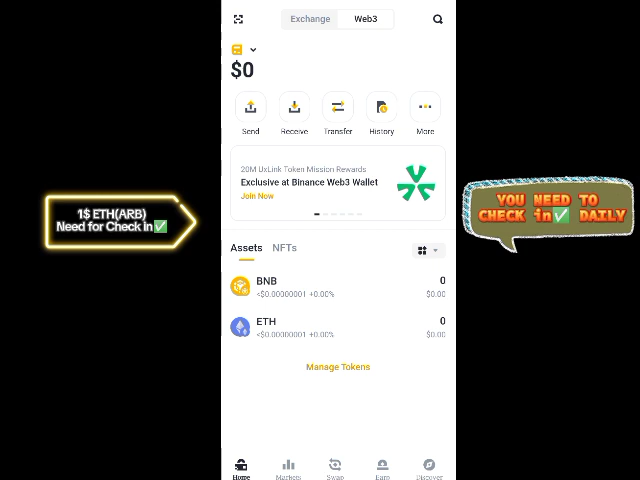 Exchange Web3
$0
Send Receive Transfer History More
20M UxLink Token Mission Rewards
Exclusive at Binance Web3 Wallet
Join Now
1$ ETH(ARB)
Need for Check in✅
YOU NEED TO
CHECK in✅ DAILY
Assets NFTs
BNB 0
<$0.00000001 +0.00% $0.00
ETH 0
<$0.00000001 +0.00% $0.00
Manage Tokens
Home Markets Swap Earn Discover